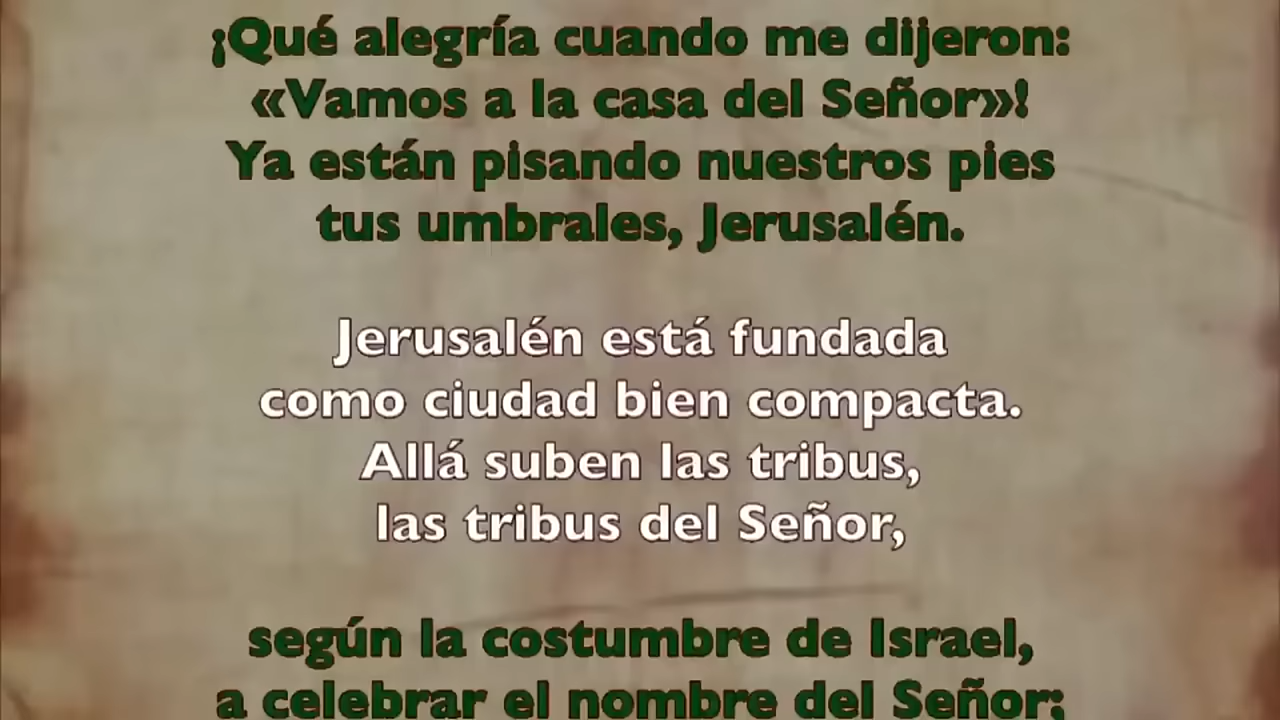 ¡Qué alegría cuando me dijeron:
«Vamos a la casa del Señor»!
Ya están pisando nuestros pies
tus umbrales, Jerusalén.
Jerusalén está fundada
como ciudad bien compacta.
Allá suben las tribus,
las tribus del Señor,
según la costumbre de Israel,
a celebrar el nombre del Señor;